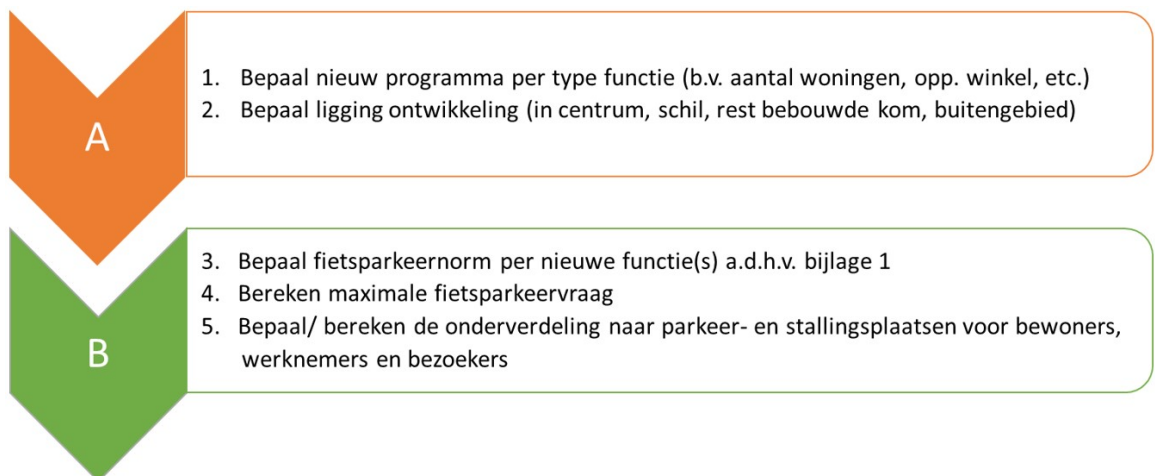 A
1. Bepaal nieuw programma per type functie (b.v. aantal woningen, opp. winkel, etc.)
2. Bepaal ligging ontwikkeling (in centrum, schil, rest bebouwde kom, buitengebied)
B
3. Bepaal fietsparkeernorm per nieuwe functie(s) a.d.h.v. bijlage 1
4. Bereken maximale fietsparkeervraag
5. Bepaal/ bereken de onderverdeling naar parkeer- en stallingsplaatsen voor bewoners,
werknemers en bezoekers